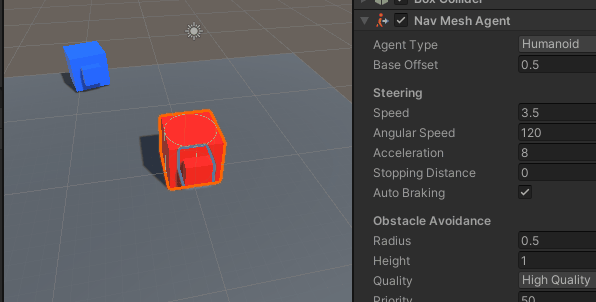 Box Collider
Nav Mesh Agent
Agent Type Humanoid
Base Offset 0.5
Steering
Speed 3.5
Angular Speed 120
Acceleration 8
Stopping Distance 0
Auto Braking
Obstacle Avoidance
Radius 0.5
Height 1
Quality High Quality
Priority 50